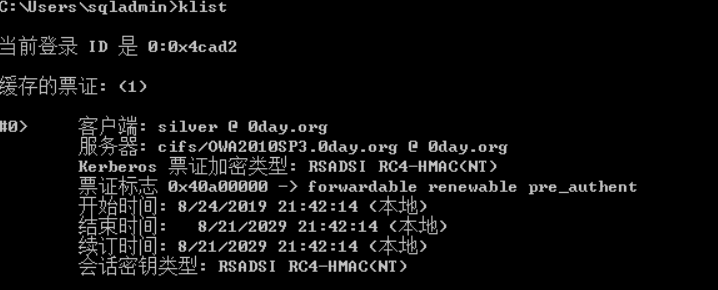 C:\Users\sqladmin>klist
当前登录 ID 是 0:0x4cad2
缓存的票证: (1)
#0> 客户端: silver @ 0day.org
服务器: cifs/OWA2010SP3.0day.org @ 0day.org
Kerberos 票证加密类型: RSADSI RC4-HMAC(NT)
票证标志 0x40a00000 -> forwardable renewable pre_authent
开始时间: 8/24/2019 21:42:14 (本地)
结束时间: 8/21/2029 21:42:14 (本地)
续订时间: 8/21/2029 21:42:14 (本地)
会话密钥类型: RSADSI RC4-HMAC(NT)